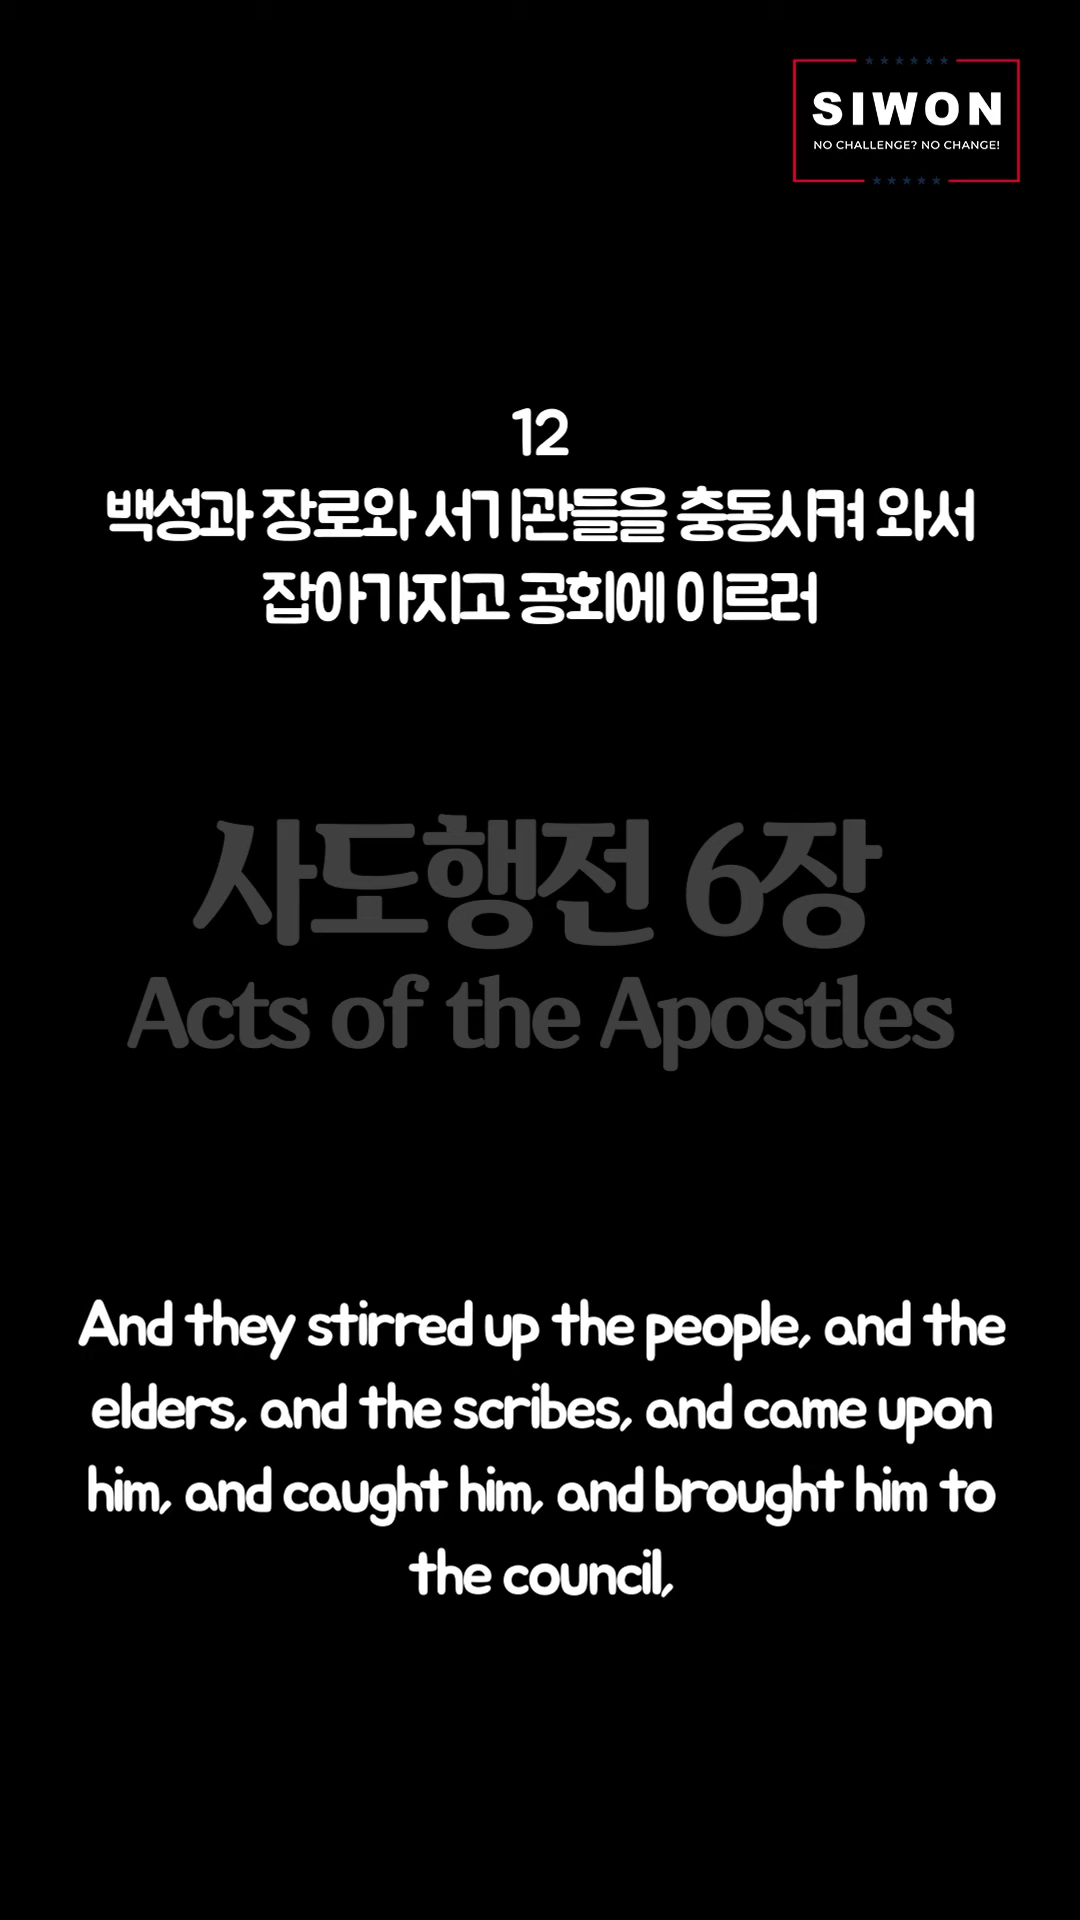 SIWON
NO CHALLENGE? NO CHANGE!
12
백성과 장로와 서기관들을 충동시켜 와서
잡아가지고 공회에 이르러
사도행전 6장
Acts of the Apostles
And they stirred up the people, and the
elders, and the scribes, and came upon
him, and caught him, and brought him to
the council,